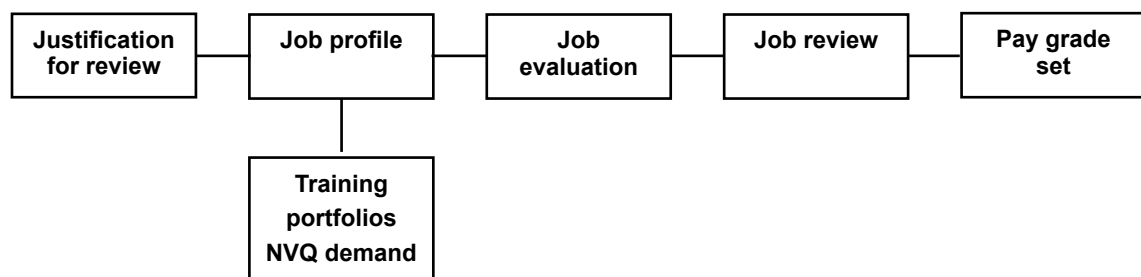 Justification
for review
Job profile
Job
evaluation
Job review
Pay grade
set
Training
portfolios
NVQ demand